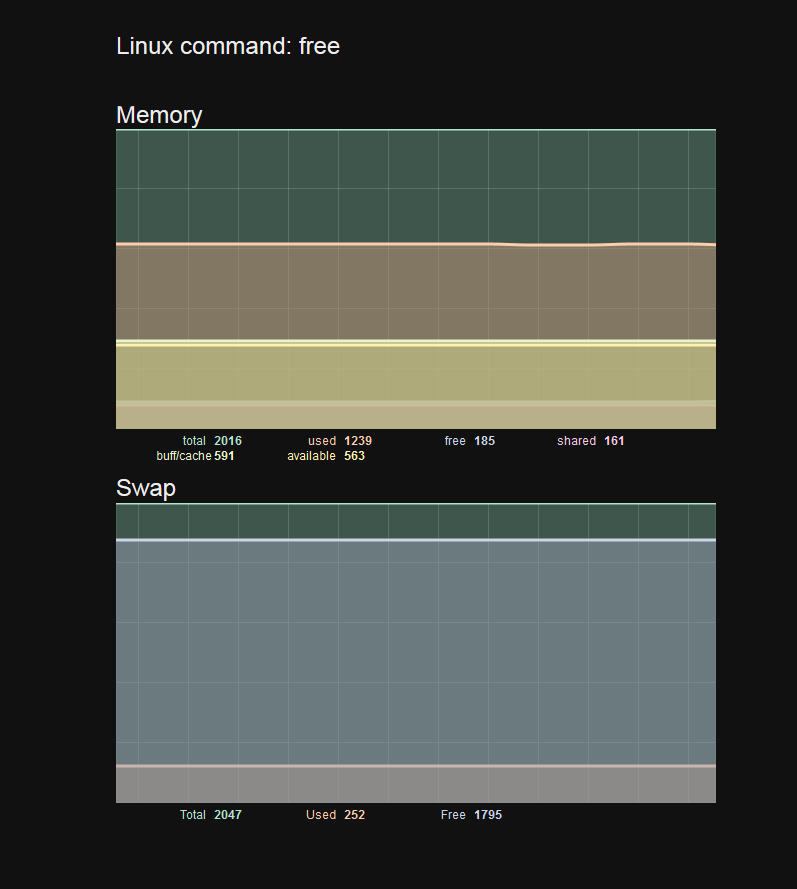 Linux command: free
Memory
total 2016 used 1239 free 185 shared 161
buff/cache 591 available 563
Swap
Total 2047 Used 252 Free 1795